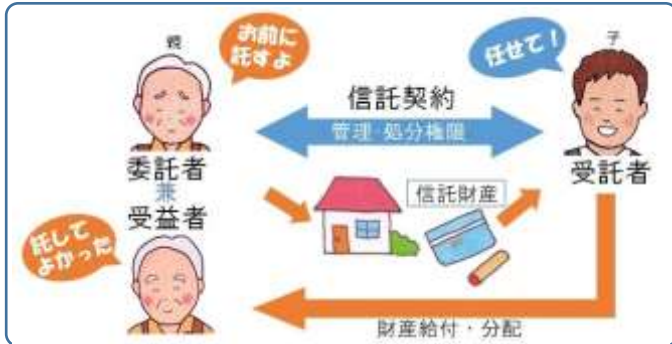 親
お前に
託すよ
任せて！
子
信託契約
管理 処分権限
委託者
兼
受益者
受託者
信託財産
託して
よかった
財産給付・分配